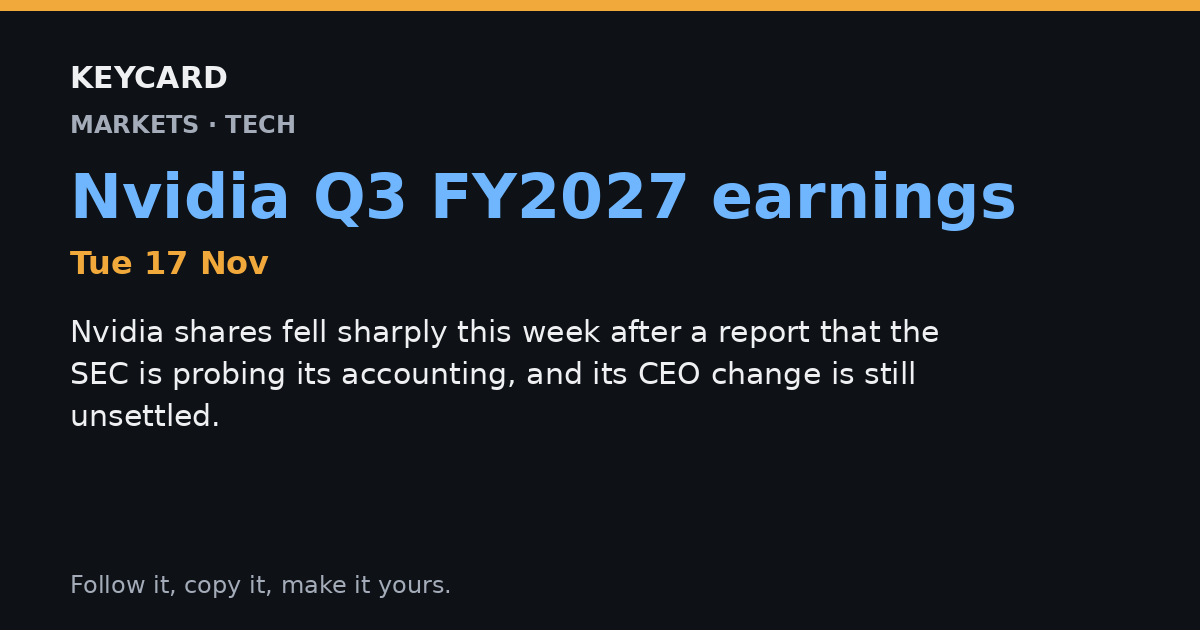 KEYCARD
MARKETS · TECH
Nvidia Q3 FY2027 earnings
Tue 17 Nov
Nvidia shares fell sharply this week after a report that the
SEC is probing its accounting, and its CEO change is still
unsettled.
Follow it, copy it, make it yours.